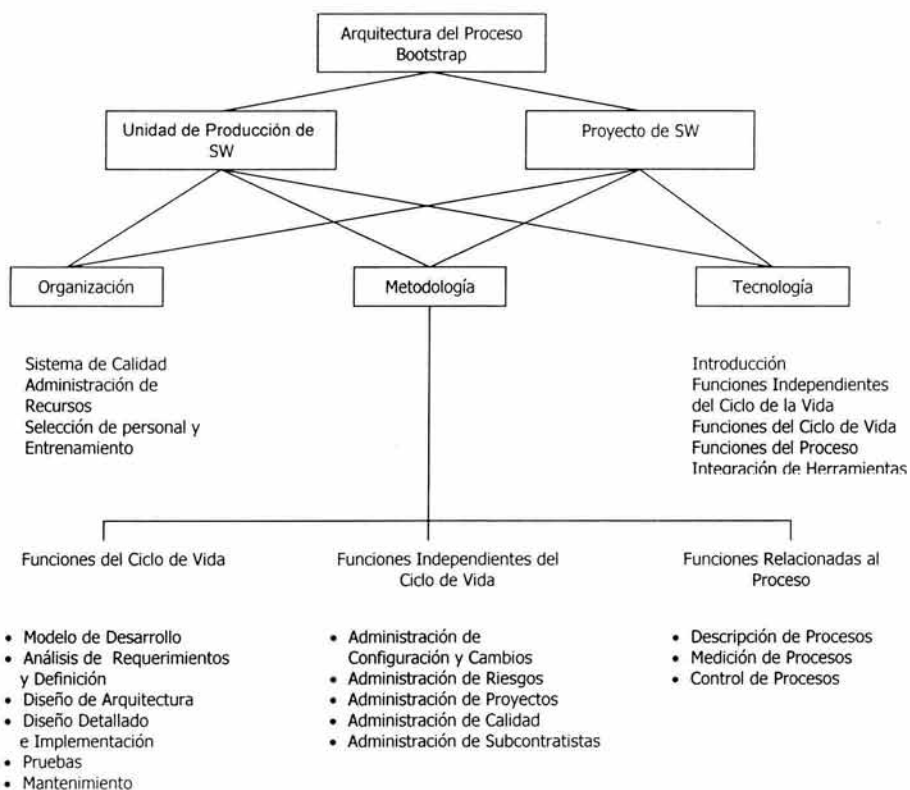 Arquitectura del Proceso
Bootstrap
Unidad de Producción de
SW
Proyecto de SW
Organización
Metodología
Tecnología
Sistema de Calidad
Administración de
Recursos
Selección de personal y
Entrenamiento
Introducción
Funciones Independientes
del Ciclo de la Vida
Funciones del Ciclo de Vida
Funciones del Proceso
Integración de Herramientas
Funciones del Ciclo de Vida
Funciones Independientes del
Ciclo de Vida
Funciones Relacionadas al
Proceso
• Modelo de Desarrollo
• Análisis de Requerimientos
y Definición
• Diseño de Arquitectura
• Diseño Detallado
e Implementación
• Pruebas
• Mantenimiento
• Administración de
Configuración y Cambios
• Administración de Riesgos
• Administración de Proyectos
• Administración de Calidad
• Administración de Subcontratistas
• Descripción de Procesos
• Medición de Procesos
• Control de Procesos